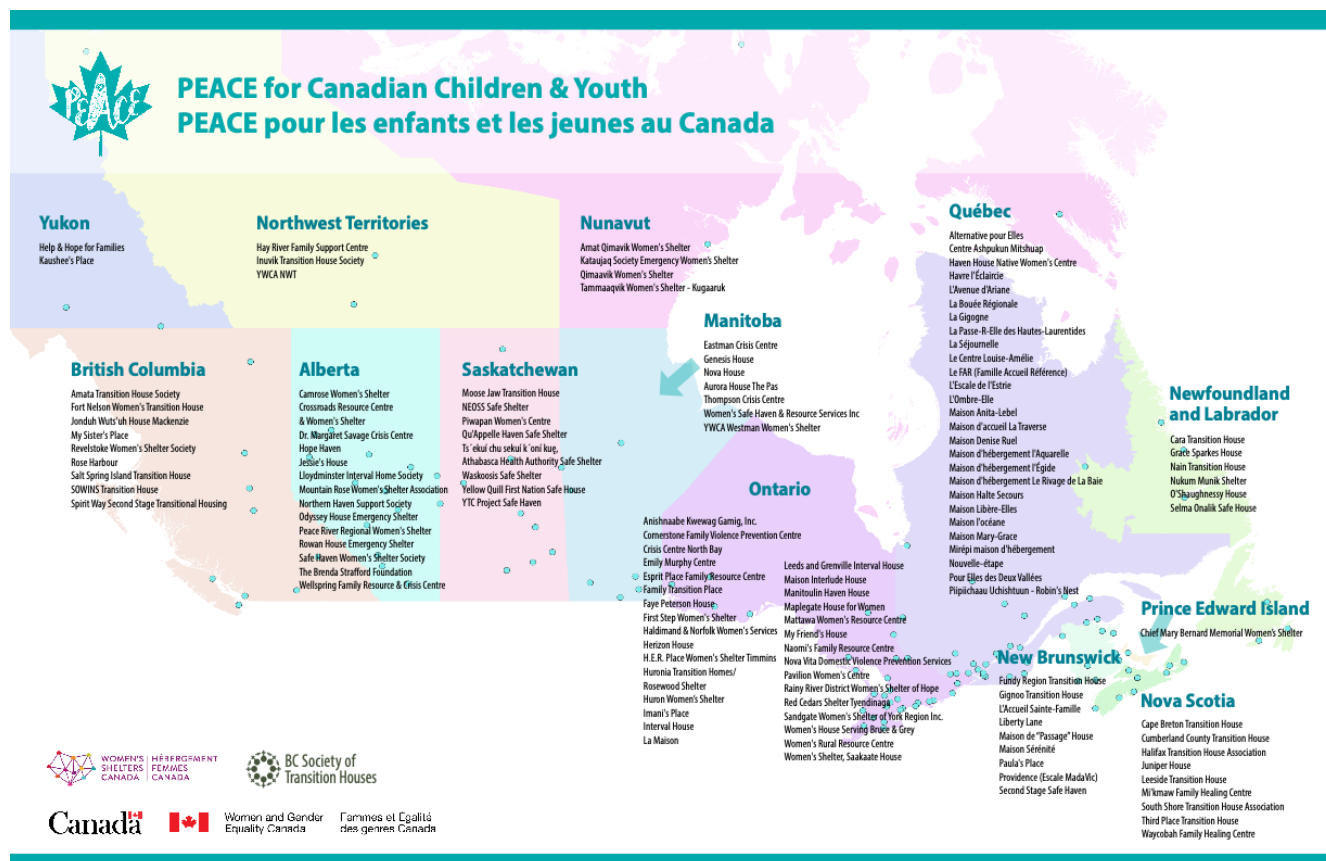 PEACE
PEACE for Canadian Children & Youth
PEACE pour les enfants et les jeunes au Canada
Yukon
Help & Hope for Families
Kaushee's Place
Northwest Territories
Hay River Family Support Centre
Inuvik Transition House Society
YWCA NWT
Nunavut
Amat Qimavik Women's Shelter
Kataujaq Society Emergency Women's Shelter
Qimaavik Women's Shelter
Tammaaqvik Women's Shelter - Kugaaruk
Québec
Alternative pour Elles
Centre Ashpukun Mitshuap
Haven House Native Women's Centre
Havre l'Éclaircie
L'Avenue d'Ariane
La Bouée Régionale
La Gigogne
La Passe-R-Elle des Hautes-Laurentides
La Séjournelle
Le Centre Louise-Amélie
Le FAR (Famille Accueil Référence)
L'Escale de l'Estrie
L'Ombre-Elle
Maison Anita-Lebel
Maison d'accueil La Traverse
Maison Denise Ruel
Maison d'hébergement l'Aquarelle
Maison d'hébergement l'Égide
Maison d'hébergement Le Rivage de La Baie
Maison Halte Secours
Maison Libère-Elles
Maison l'océane
Maison Mary-Grace
Mirépi maison d'hébergement
Nouvelle-étape
Pour Elles des Deux Vallées
Piipiichaau Uchishtuun - Robin's Nest
British Columbia
Amata Transition House Society
Fort Nelson Women's Transition House
Jonduh Wuts'uh House Mackenzie
My Sister's Place
Revelstoke Women's Shelter Society
Rose Harbour
Salt Spring Island Transition House
SOWINS Transition House
Spirit Way Second Stage Transitional Housing
Alberta
Camrose Women's Shelter
Crossroads Resource Centre
& Women's Shelter
Dr. Margaret Savage Crisis Centre
Hope Haven
Jessie's House
Lloydminster Interval Home Society
Mountain Rose Women's Shelter Association
Northern Haven Support Society
Odyssey House Emergency Shelter
Peace River Regional Women's Shelter
Rowan House Emergency Shelter
Safe Haven Women's Shelter Society
The Brenda Strafford Foundation
Wellspring Family Resource & Crisis Centre
Saskatchewan
Moose Jaw Transition House
NEOSS Safe Shelter
Piwapan Women's Centre
Qu'Appelle Haven Safe Shelter
Ts´ekuí chu sekuí k´oní kue,
Athabasca Health Authority Safe Shelter
Waskoosis Safe Shelter
Yellow Quill First Nation Safe House
YTC Project Safe Haven
Manitoba
Eastman Crisis Centre
Genesis House
Nova House
Aurora House The Pas
Thompson Crisis Centre
Women's Safe Haven & Resource Services Inc
YWCA Westman Women's Shelter
Ontario
Anishnaabe Kwewag Gamig, Inc.
Cornerstone Family Violence Prevention Centre
Crisis Centre North Bay
Emily Murphy Centre
Esprit Place Family Resource Centre
Family Transition Place
Faye Peterson House
First Step Women's Shelter
Haldimand & Norfolk Women's Services
Herizon House
H.E.R. Place Women's Shelter Timmins
Huronia Transition Homes/
Rosewood Shelter
Huron Women's Shelter
Imani's Place
Interval House
La Maison
Leeds and Grenville Interval House
Maison Interlude House
Manitoulin Haven House
Maplegate House for Women
Mattawa Women's Resource Centre
My Friend's House
Naomi's Family Resource Centre
Nova Vita Domestic Violence Prevention Services
Pavilion Women's Centre
Rainy River District Women's Shelter of Hope
Red Cedars Shelter Tyendinaga
Sandgate Women's Shelter of York Region Inc.
Women's House Serving Bruce & Grey
Women's Rural Resource Centre
Women's Shelter, Saakaate House
Newfoundland
and Labrador
Cara Transition House
Grace Sparkes House
Nain Transition House
Nukum Munik Shelter
O'Shaughnessy House
Selma Onalik Safe House
Prince Edward Island
Chief Mary Bernard Memorial Women's Shelter
New Brunswick
Fundy Region Transition House
Gignoo Transition House
L'Accueil Sainte-Famille
Liberty Lane
Maison de "Passage" House
Maison Sérénité
Paula's Place
Providence (Escale MadaVic)
Second Stage Safe Haven
Nova Scotia
Cape Breton Transition House
Cumberland County Transition House
Halifax Transition House Association
Juniper House
Leeside Transition House
Mi'kmaw Family Healing Centre
South Shore Transition House Association
Third Place Transition House
Waycobah Family Healing Centre
WOMEN'S SHELTERS CANADA
HÉBERGEMENT FEMMES CANADA
BC Society of
Transition Houses
Canada
Women and Gender
Equality Canada
Femmes et Égalité
des genres Canada